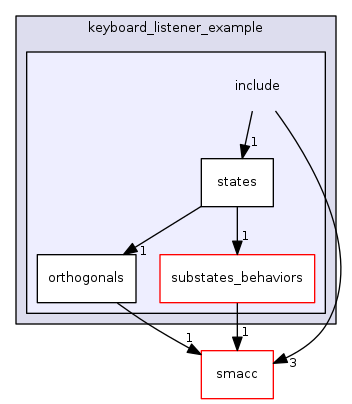 keyboard_listener_example
include
1
states
1
1
orthogonals
substates_behaviors
1
1
3
smacc